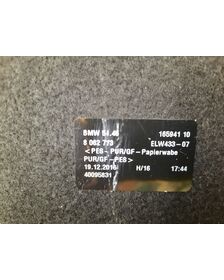 BMW 51.46 165941 10
8 062 773 ELW433-07
<PES-PUR/GF-Papierwabe
PUR/GF-PES>
19.12.2016 H/16 17:44
40095831